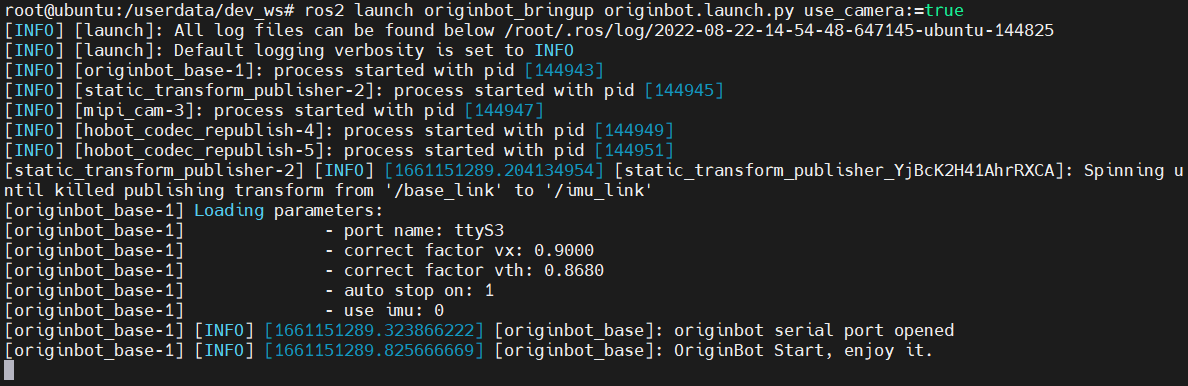 root@ubuntu:/userdata/dev_ws# ros2 launch originbot_bringup originbot.launch.py use_camera:=true
[INFO] [launch]: All log files can be found below /root/.ros/log/2022-08-22-14-54-48-647145-ubuntu-144825
[INFO] [launch]: Default logging verbosity is set to INFO
[INFO] [originbot_base-1]: process started with pid [144943]
[INFO] [static_transform_publisher-2]: process started with pid [144945]
[INFO] [mipi_cam-3]: process started with pid [144947]
[INFO] [hobot_codec_republish-4]: process started with pid [144949]
[INFO] [hobot_codec_republish-5]: process started with pid [144951]
[static_transform_publisher-2] [INFO] [1661151289.204134954] [static_transform_publisher_YjBcK2H41AhrRXCA]: Spinning u
ntil killed publishing transform from '/base_link' to '/imu_link'
[originbot_base-1] Loading parameters:
[originbot_base-1]              - port name: ttyS3
[originbot_base-1]              - correct factor vx: 0.9000
[originbot_base-1]              - correct factor vth: 0.8680
[originbot_base-1]              - auto stop on: 1
[originbot_base-1]              - use imu: 0
[originbot_base-1] [INFO] [1661151289.323866222] [originbot_base]: originbot serial port opened
[originbot_base-1] [INFO] [1661151289.825666669] [originbot_base]: OriginBot Start, enjoy it.